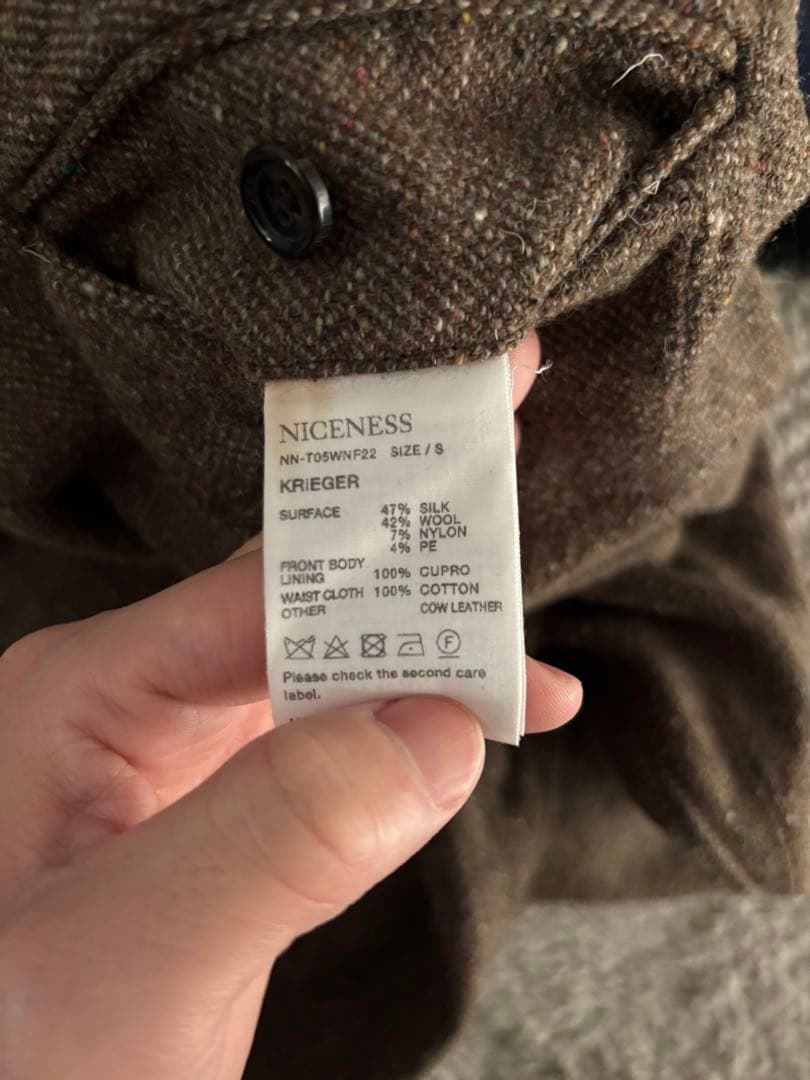 NICENESS
NN-T05WNF22 SIZE / S
KRIEGER
SURFACE 47% SILK
42% WOOL
7% NYLON
4% PE
FRONT BODY
LINING 100% CUPRO
WAIST CLOTH 100% COTTON
OTHER COW LEATHER
F
Please check the second care
label.